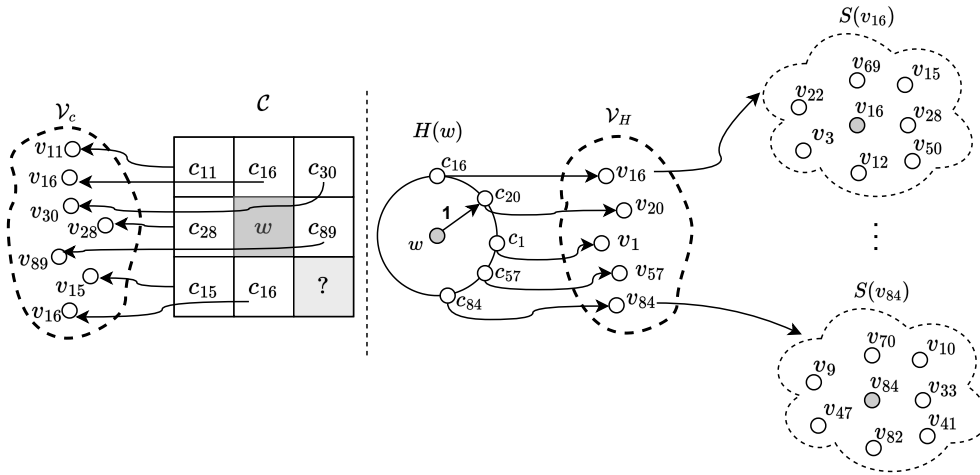 𝒱_c
v₁₁
v₁₆
v₃₀
v₂₈
v₈₉
v₁₅
v₁₆
𝒞
c₁₁ c₁₆ c₃₀
c₂₈ w c₈₉
c₁₅ c₁₆ ?
H(w)
c₁₆
c₂₀
1
w
c₁
c₅₇
c₈₄
𝒱_H
v₁₆
v₂₀
v₁
v₅₇
v₈₄
S(v₁₆)
v₆₉
v₁₅
v₂₂
v₁₆
v₂₈
v₃
v₁₂
v₅₀
⋮
S(v₈₄)
v₇₀
v₁₀
v₉
v₈₄
v₃₃
v₄₇
v₈₂
v₄₁